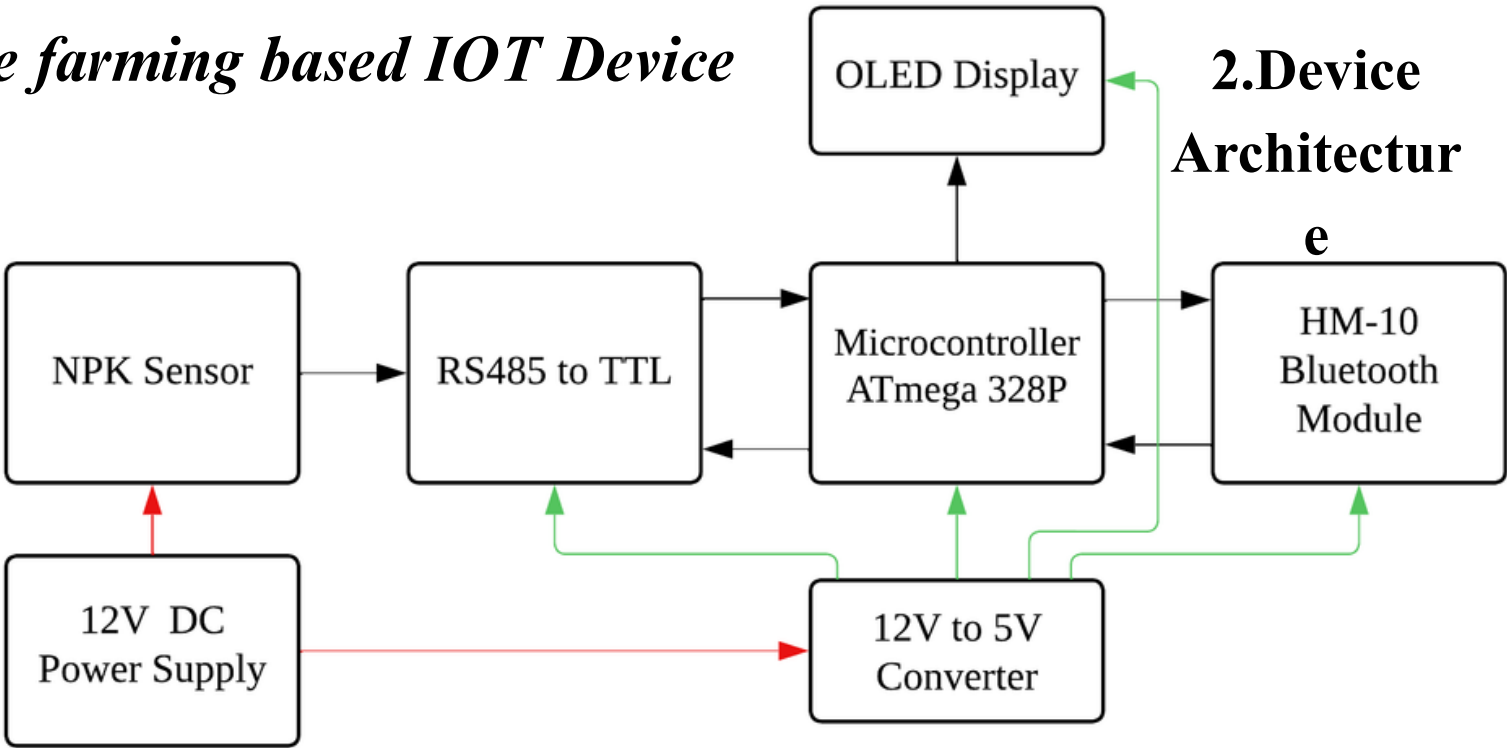 e farming based IOT Device
2.Device
Architectur
e
OLED Display
NPK Sensor
RS485 to TTL
Microcontroller
ATmega 328P
HM-10
Bluetooth
Module
12V DC
Power Supply
12V to 5V
Converter